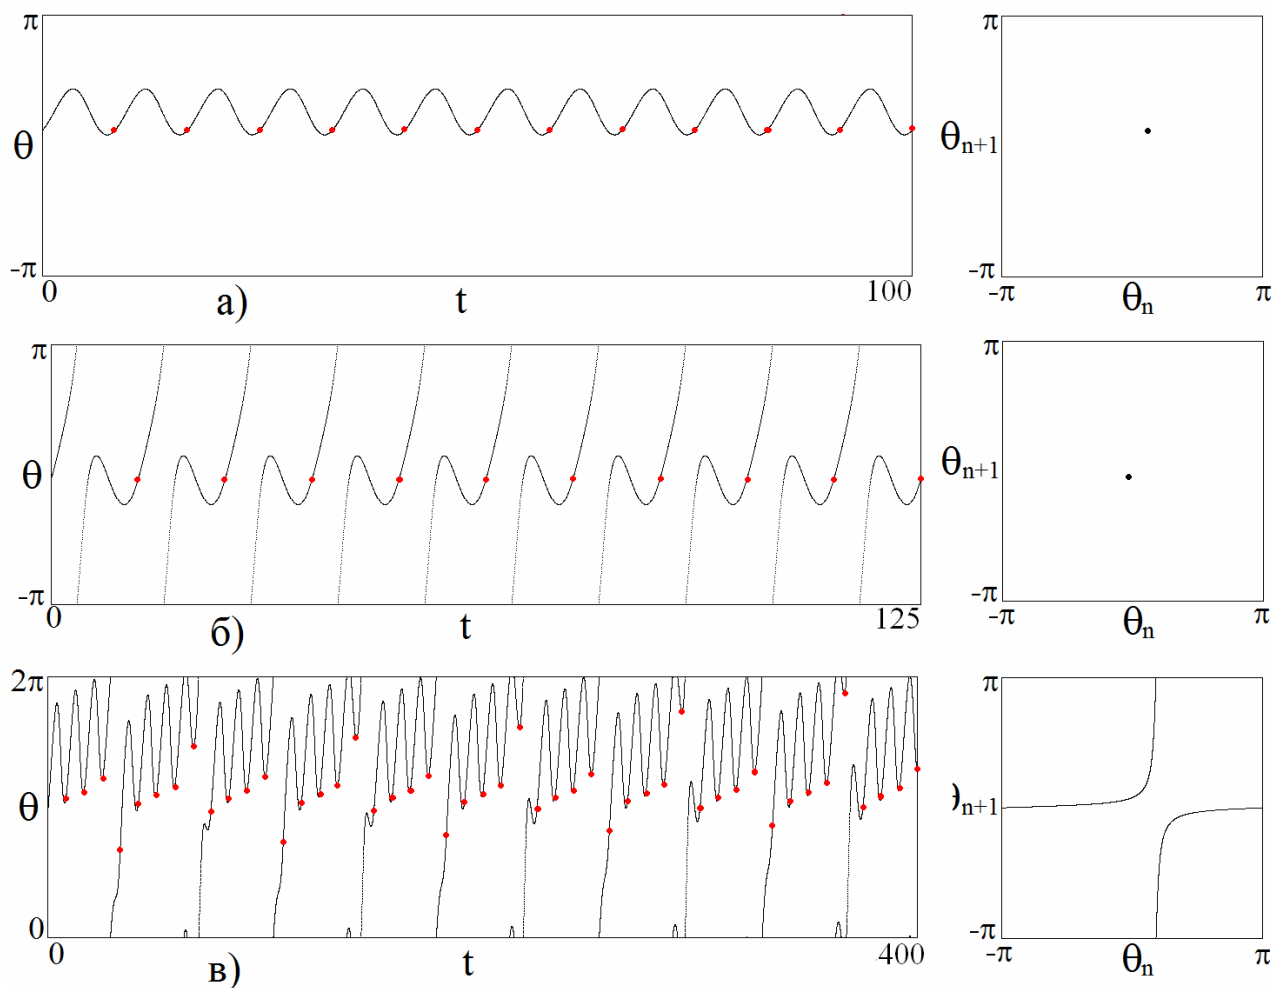 π π
θ θn+1
-π -π
0 а) t 100 -π θn π
π π
θ θn+1
-π -π
0 б) t 125 -π θn π
2π π
θ θn+1
0 -π
0 в) t 400 -π θn π